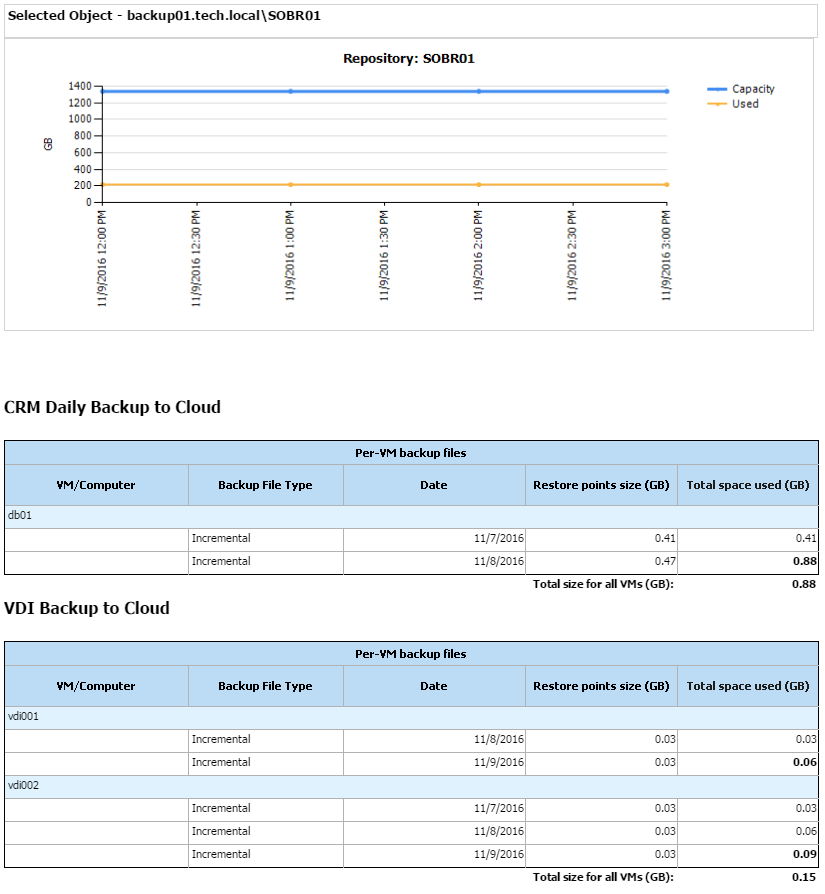 Selected Object - backup01.tech.local\SOBR01
Repository: SOBR01
1400
1200
1000
800
600
400
200
0
GB
Capacity
Used
11/9/2016 12:00 PM
11/9/2016 12:30 PM
11/9/2016 1:00 PM
11/9/2016 1:30 PM
11/9/2016 2:00 PM
11/9/2016 2:30 PM
11/9/2016 3:00 PM
CRM Daily Backup to Cloud
Per-VM backup files
VM/Computer Backup File Type Date Restore points size (GB) Total space used (GB)
db01
Incremental 11/7/2016 0.41 0.41
Incremental 11/8/2016 0.47 0.88
Total size for all VMs (GB): 0.88
VDI Backup to Cloud
Per-VM backup files
VM/Computer Backup File Type Date Restore points size (GB) Total space used (GB)
vdi001
Incremental 11/8/2016 0.03 0.03
Incremental 11/9/2016 0.03 0.06
vdi002
Incremental 11/7/2016 0.03 0.03
Incremental 11/8/2016 0.03 0.06
Incremental 11/9/2016 0.03 0.09
Total size for all VMs (GB): 0.15